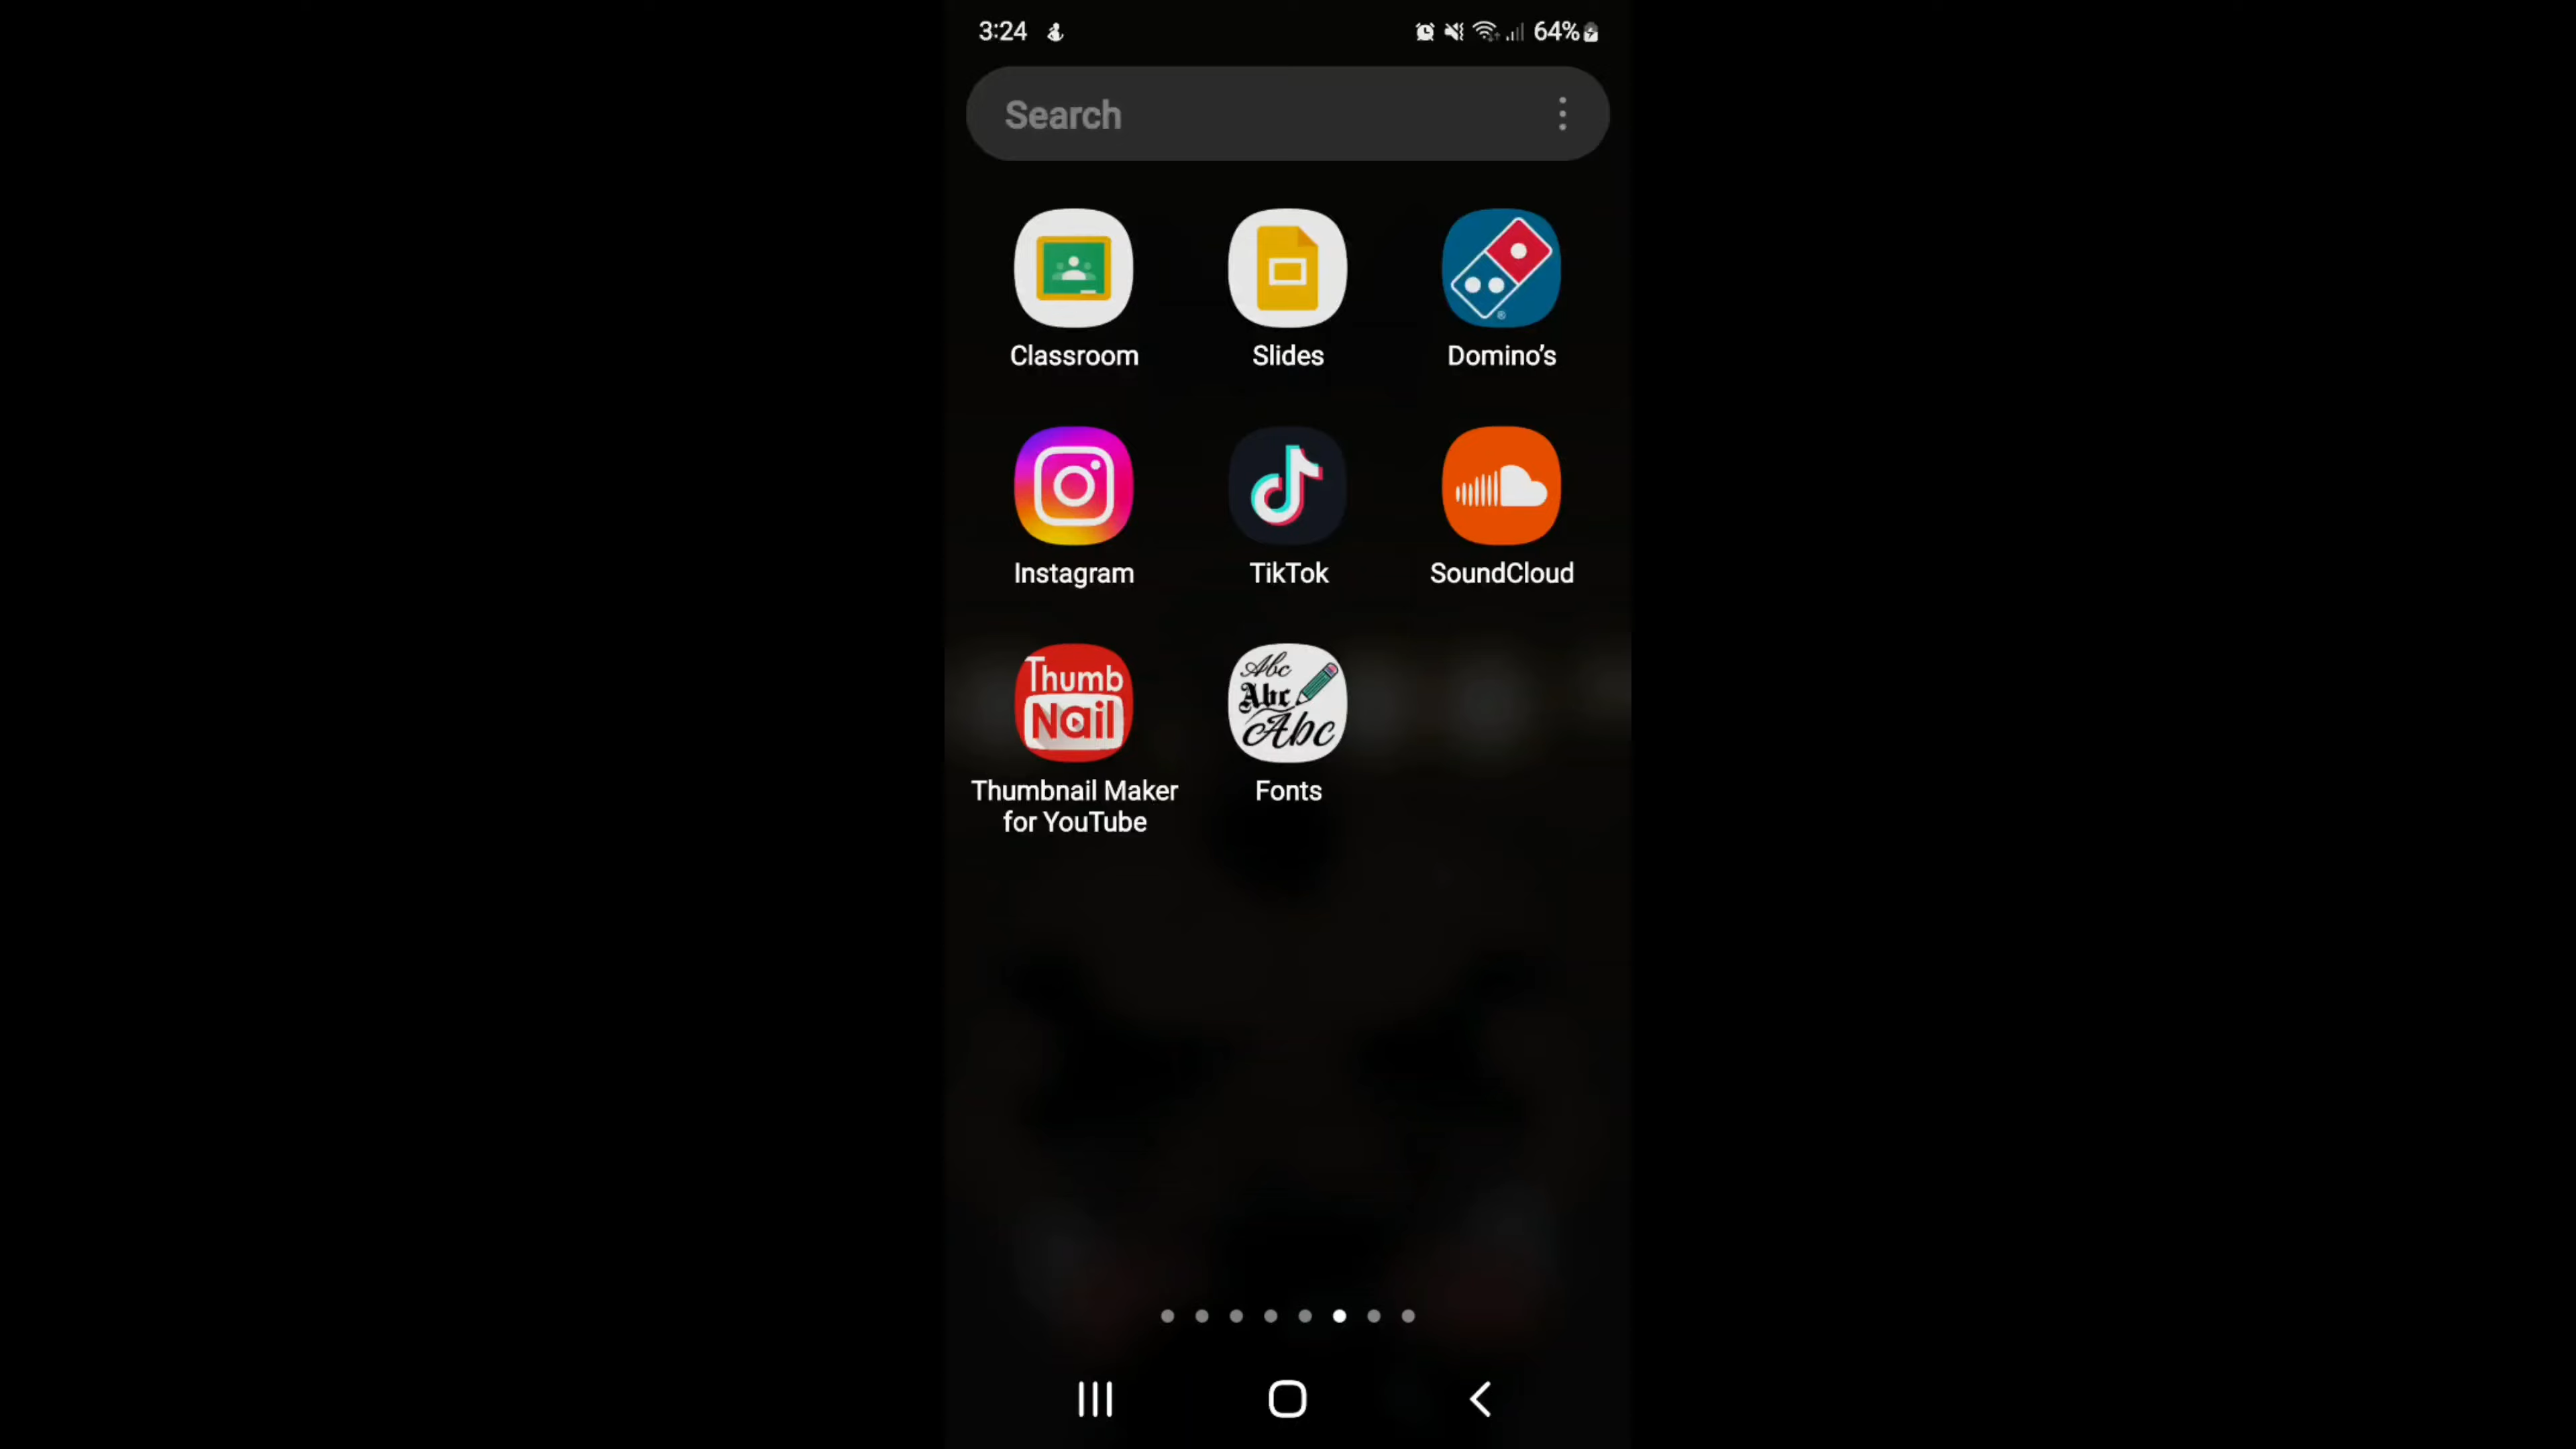 3:24
64%
Search
Classroom
Slides
Domino's
Instagram
TikTok
SoundCloud
Thumb
Nail
Abc
Abc
Abc
Thumbnail Maker
for YouTube
Fonts